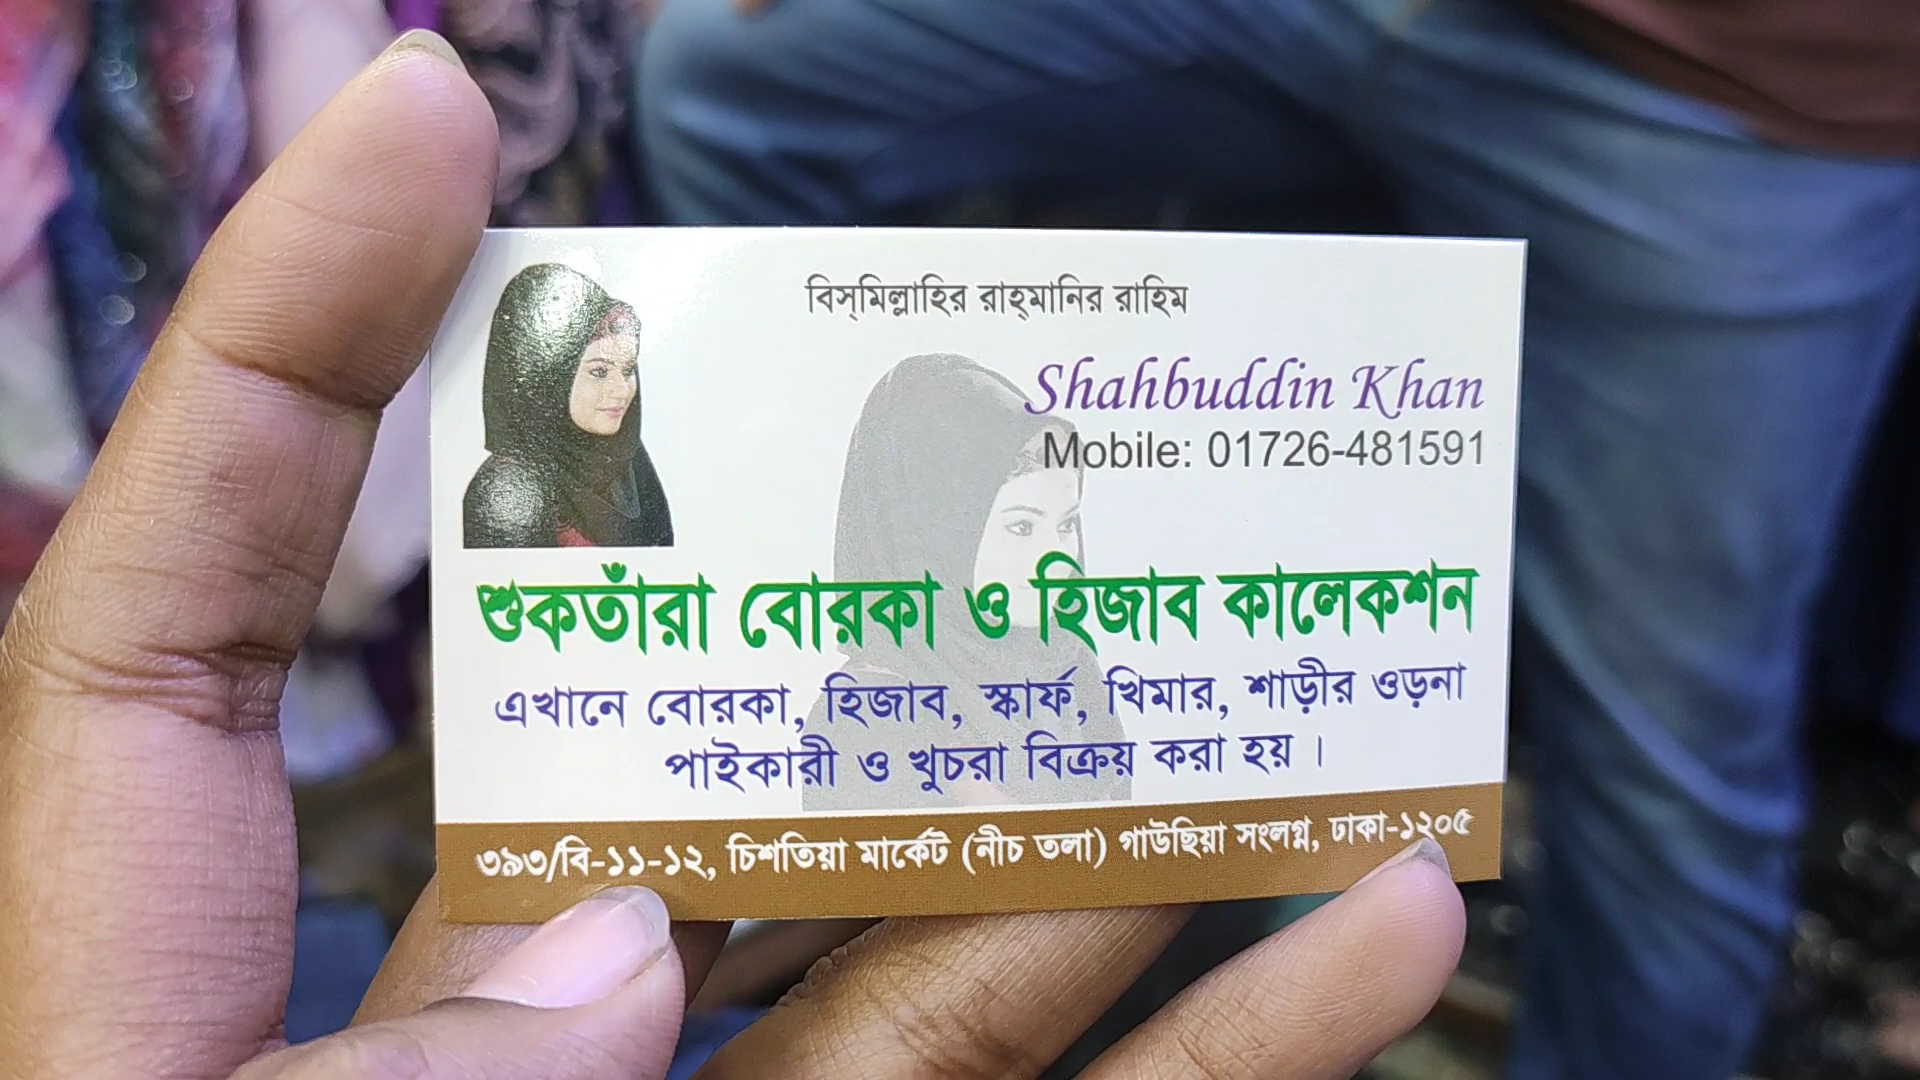 বিস্‌মিল্লাহির রাহ্‌মানির রাহিম
Shahbuddin Khan
Mobile: 01726-481591
শুকতাঁরা বোরকা ও হিজাব কালেকশন
এখানে বোরকা, হিজাব, স্কার্ফ, খিমার, শাড়ীর ওড়না
পাইকারী ও খুচরা বিক্রয় করা হয় ।
৩৯৩/বি-১১-১২, চিশতিয়া মার্কেট (নীচ তলা) গাউছিয়া সংলগ্ন, ঢাকা-১২০৫